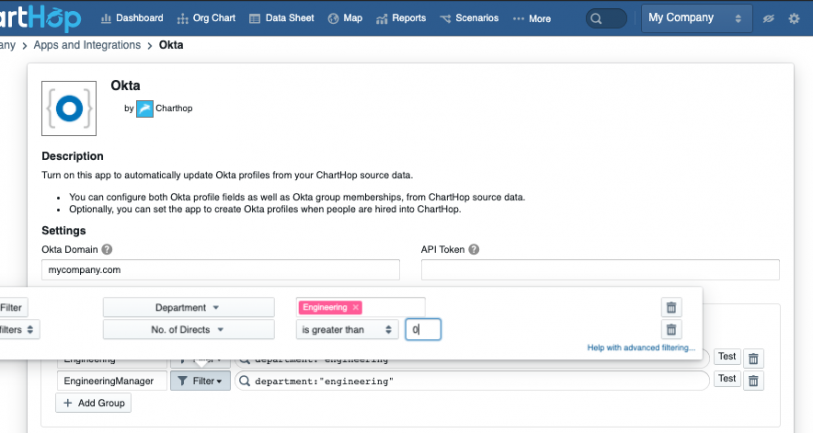 artHop Dashboard Org Chart Data Sheet Map Reports Scenarios ••• More My Company
any > Apps and Integrations > Okta
Okta
by Charthop
Description
Turn on this app to automatically update Okta profiles from your ChartHop source data.
• You can configure both Okta profile fields as well as Okta group memberships, from ChartHop source data.
• Optionally, you can set the app to create Okta profiles when people are hired into ChartHop.
Settings
Okta Domain ? API Token ?
mycompany.com
Filter Department Engineering ×
filters No. of Directs is greater than 0
Help with advanced filtering...
Engineering department:"engineering" Test
EngineeringManager Filter department:"engineering" Test
+ Add Group